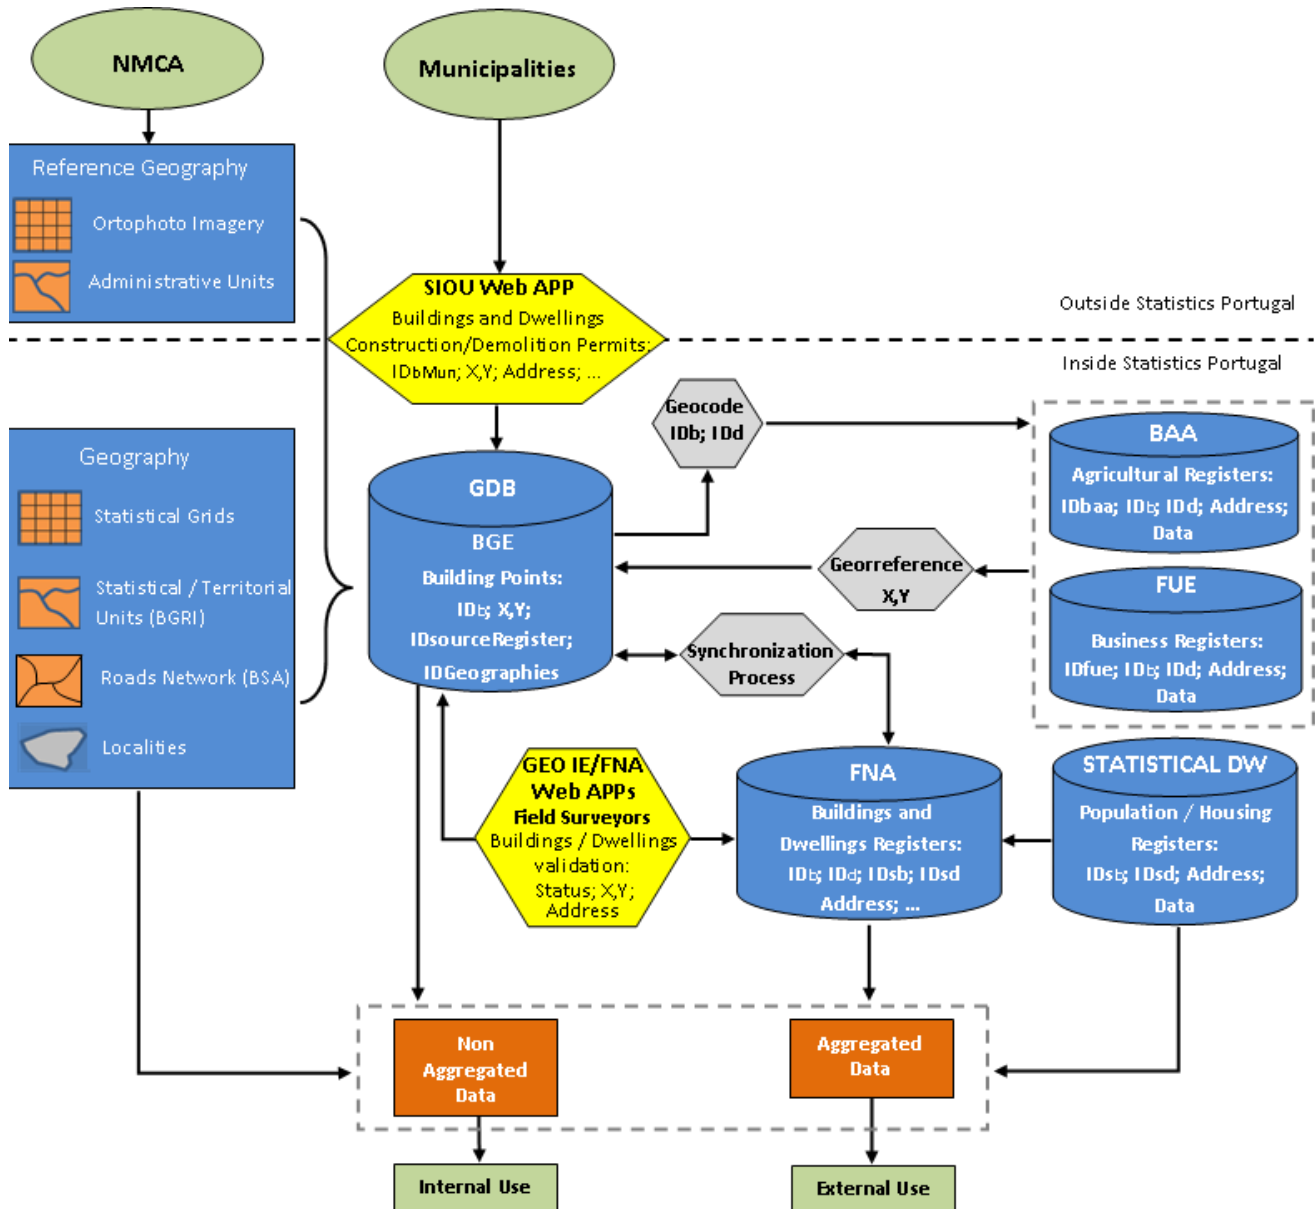 NMCA
Municipalities
Reference Geography
Ortophoto Imagery
Administrative Units
SIOU Web APP
Buildings and Dwellings
Construction/Demolition Permits:
IDbMun; X,Y; Address; ...
Outside Statistics Portugal
Inside Statistics Portugal
Geography
Statistical Grids
Statistical / Territorial
Units (BGRI)
Roads Network (BSA)
Localities
GDB
BGE
Building Points:
IDb; X,Y;
IDsourceRegister;
IDGeographies
Geocode
IDb; IDd
BAA
Agricultural Registers:
IDbaa; IDb; IDd; Address;
Data
Georreference
X,Y
FUE
Business Registers:
IDfue; IDb; IDd; Address;
Data
Synchronization
Process
GEO IE/FNA
Web APPs
Field Surveyors
Buildings / Dwellings
validation:
Status; X,Y;
Address
FNA
Buildings and
Dwellings Registers:
IDb; IDd; IDsb; IDsd
Address; ...
STATISTICAL DW
Population / Housing
Registers:
IDsb; IDsd; Address;
Data
Non
Aggregated
Data
Aggregated
Data
Internal Use
External Use